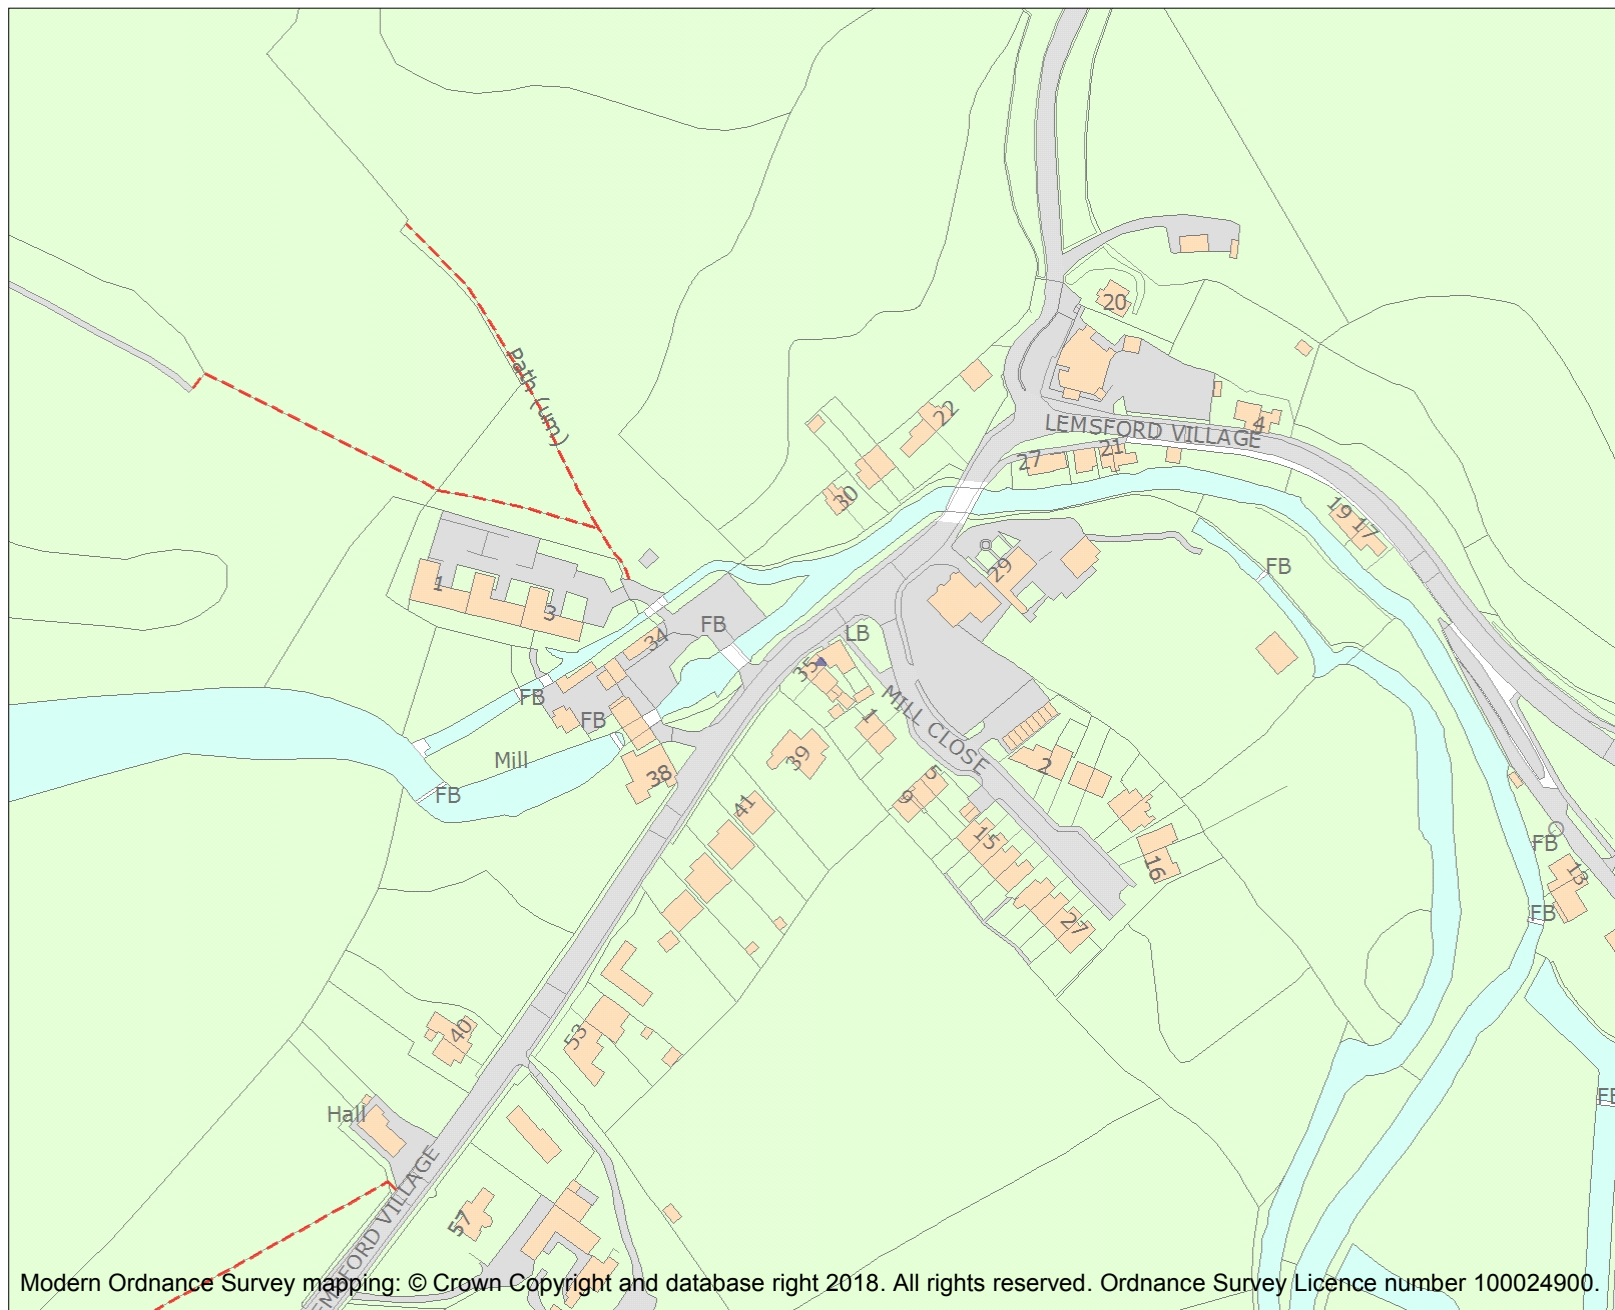 20
Path (um)
22
LEMSFORD VILLAGE
4
21
27
30
19
17
FB
29
1
3
FB
34
LB
35
MILL CLOSE
1
FB
FB
Mill
39
38
FB
2
5
9
41
15
16
FB
13
FB
27
53
40
FB
Hall
LEMSFORD VILLAGE
57
Modern Ordnance Survey mapping: © Crown Copyright and database right 2018. All rights reserved. Ordnance Survey Licence number 100024900.